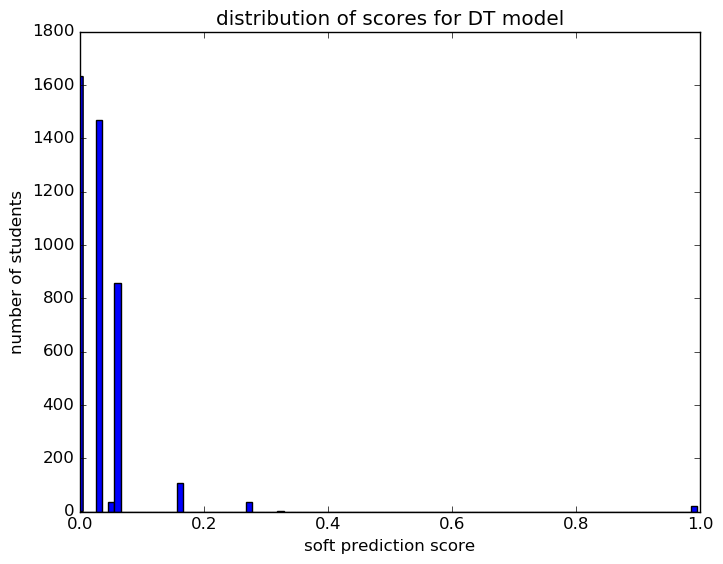 distribution of scores for DT model
1800
1600
1400
1200
1000
800
600
400
200
0
0.0 0.2 0.4 0.6 0.8 1.0
soft prediction score
number of students